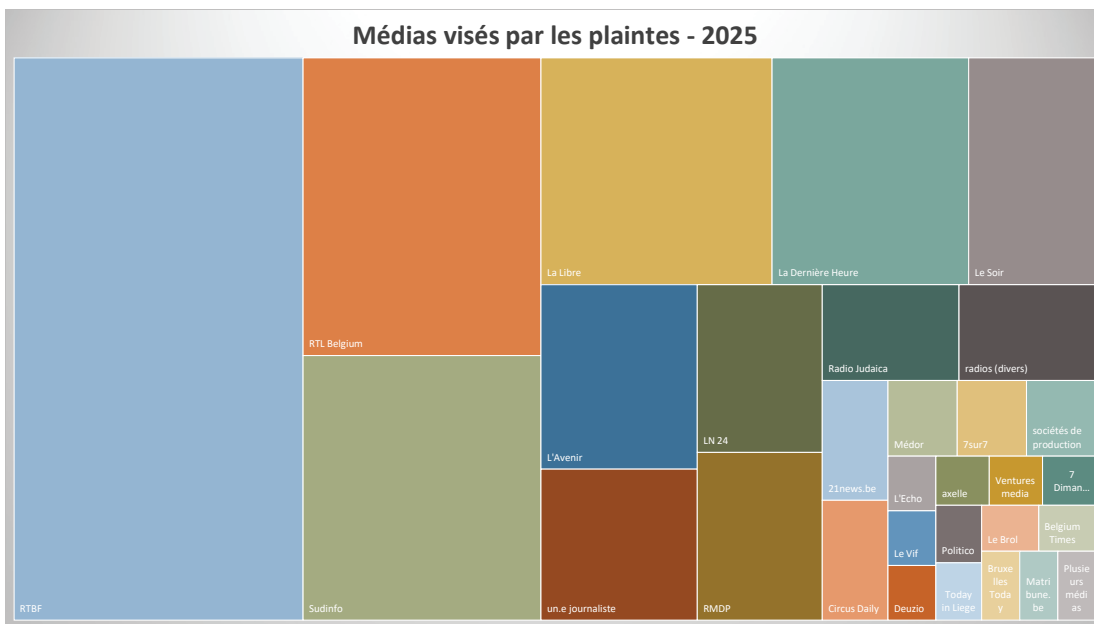 Médias visés par les plaintes - 2025
La Libre
La Dernière Heure
Le Soir
RTL Belgium
Radio Judaica
radios (divers)
LN 24
L'Avenir
Médor
7sur7
sociétés de
production
21news.be
L'Echo
axelle
Ventures
media
7
Diman...
Le Vif
Politico
Le Brol
Belgium
Times
RTBF
Sudinfo
un.e journaliste
RMDP
Circus Daily
Deuzio
Today
in Liege
Bruxe
lles
Toda
y
Matri
bune.
be
Plusie
urs
médi
as